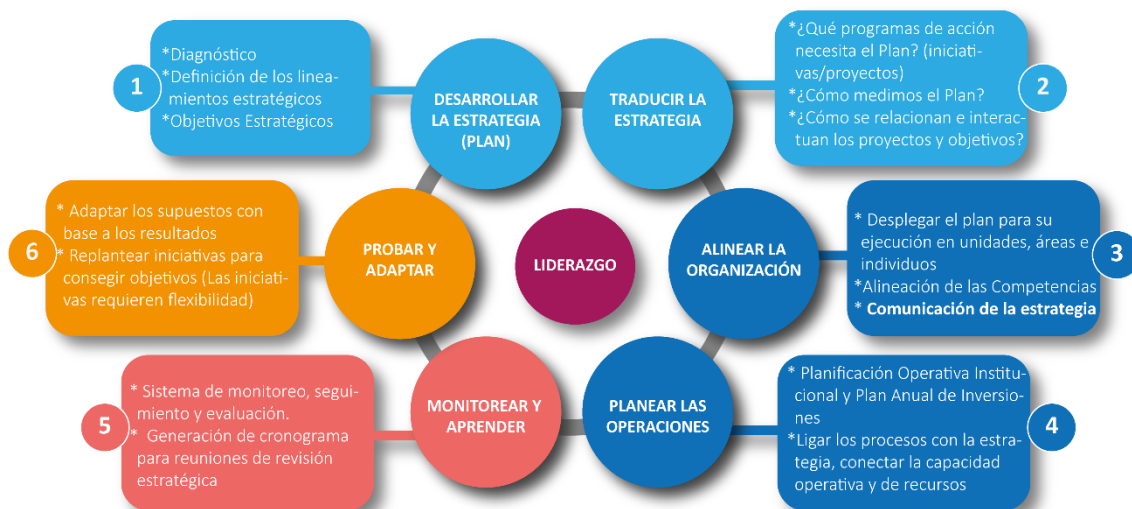 1
*Diagnóstico
*Definición de los linea-
mientos estratégicos
*Objetivos Estratégicos
DESARROLLAR
LA ESTRATEGIA
(PLAN)
TRADUCIR LA
ESTRATEGIA
*¿Qué programas de acción
necesita el Plan? (iniciati-
vas/proyectos)
*¿Cómo medimos el Plan?
*¿Cómo se relacionan e interac-
tuan los proyectos y objetivos?
2
6
* Adaptar los supuestos con
base a los resultados
* Replantear iniciativas para
consegir objetivos (Las iniciati-
vas requieren flexibilidad)
PROBAR Y
ADAPTAR
LIDERAZGO
ALINEAR LA
ORGANIZACIÓN
* Desplegar el plan para su
ejecución en unidades, áreas e
individuos
*Alineación de las Competencias
* Comunicación de la estrategia
3
5
* Sistema de monitoreo, segui-
miento y evaluación.
* Generación de cronograma
para reuniones de revisión
estratégica
MONITOREAR Y
APRENDER
PLANEAR LAS
OPERACIONES
* Planificación Operativa Institu-
cional y Plan Anual de Inversio-
nes
*Ligar los procesos con la estra-
tegia, conectar la capacidad
operativa y de recursos
4